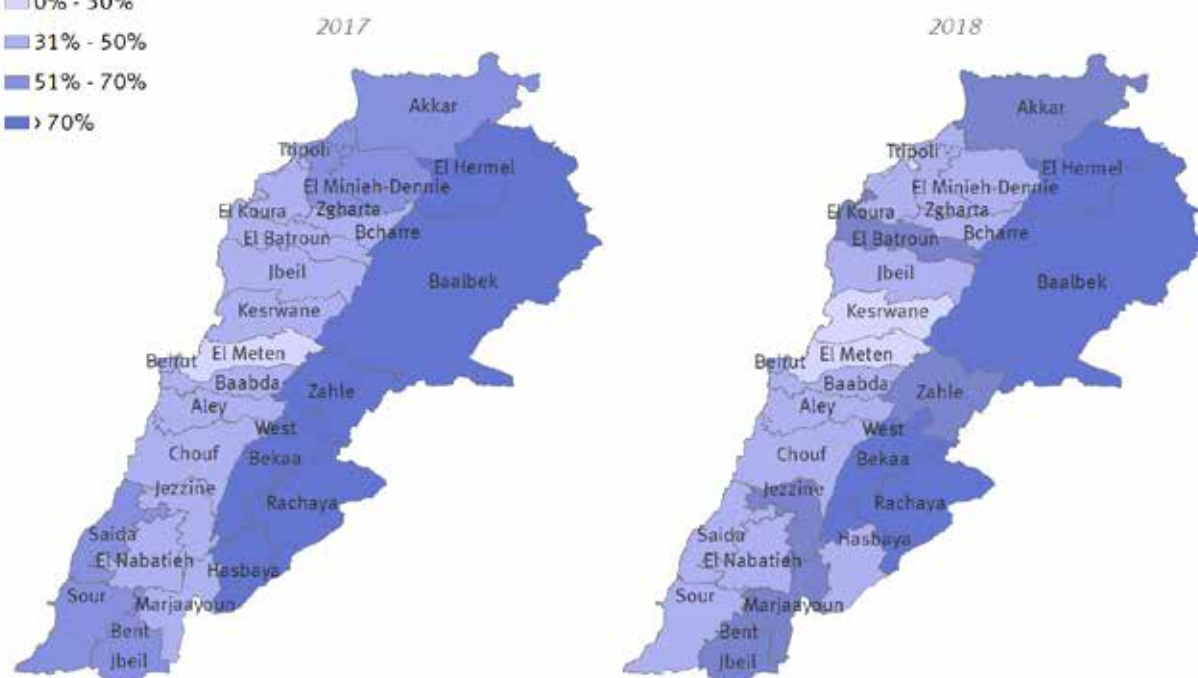 0% - 30%
31% - 50%
51% - 70%
> 70%
2017
Akkar
Tripoli
El Hermel
El Minieh-Dennie
El Koura
Zgharta
Bcharre
El Batroun
Jbeil
Baalbek
Kesrwane
El Meten
Beirut
Baabda
Zahle
Aley
West
Chouf
Bekaa
Jezzine
Rachaya
Saida
El Nabatieh
Hasbaya
Sour
Marjaayoun
Bent
Jbeil
2018
Akkar
Tripoli
El Hermel
El Minieh-Dennie
El Koura
Zgharta
Bcharre
El Batroun
Jbeil
Baalbek
Kesrwane
El Meten
Beirut
Baabda
Zahle
Aley
West
Chouf
Bekaa
Jezzine
Rachaya
Saida
Hasbaya
El Nabatieh
Sour
Marjaayoun
Bent
Jbeil